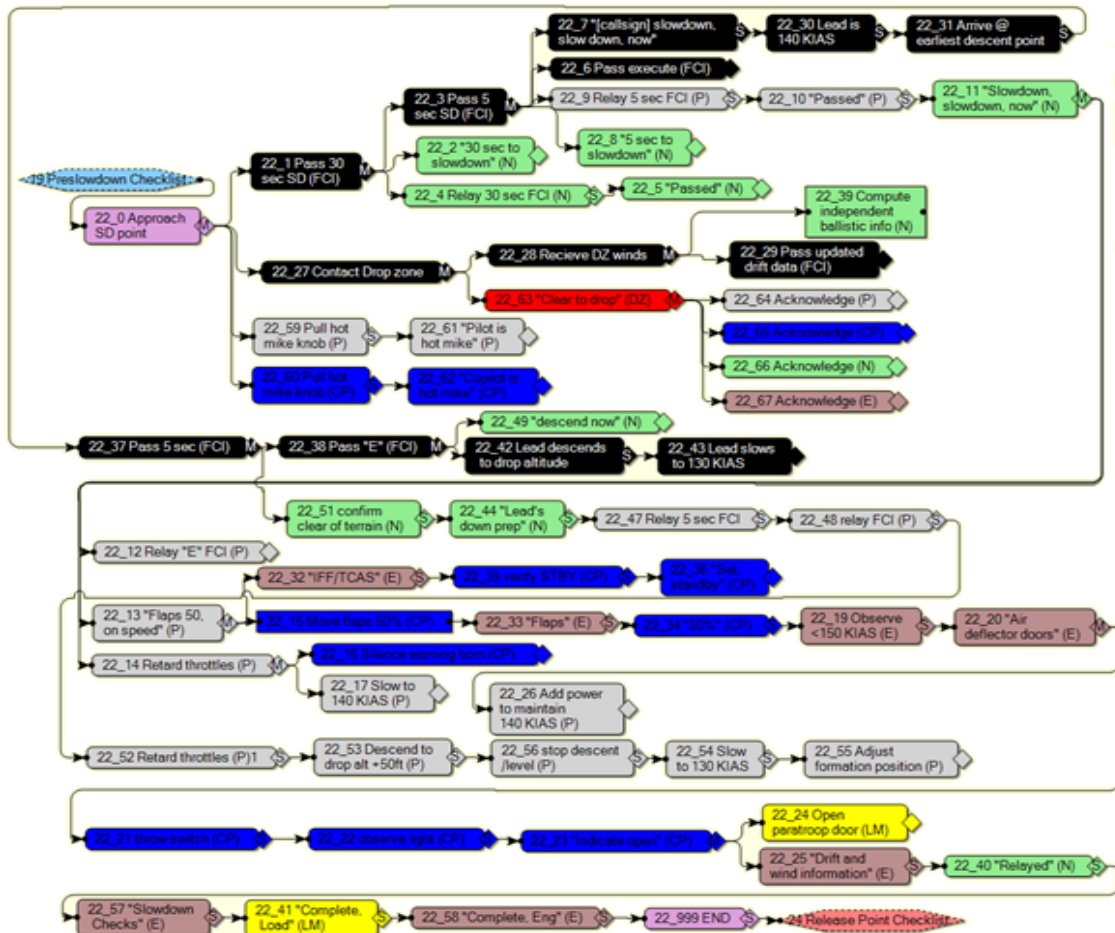 22_7 "[callsign] slowdown,
slow down, now"
S
22_30 Lead is
140 KIAS
S
22_31 Arrive @
earliest descent point
S
22_6 Pass execute (FCI)
22_3 Pass 5
sec SD (FCI)
M
22_9 Relay 5 sec FCI (P)
S
22_10 "Passed" (P)
S
22_11 "Slowdown,
slowdown, now" (N)
M
22_2 "30 sec to
slowdown" (N)
22_8 "5 sec to
slowdown" (N)
22_1 Pass 30
sec SD (FCI)
M
19 Preslowdown Checklist
22_4 Relay 30 sec FCI (N)
S
22_5 "Passed" (N)
22_0 Approach
SD point
M
22_39 Compute
independent
ballistic info (N)
22_28 Recieve DZ winds
M
22_29 Pass updated
drift data (FCI)
22_27 Contact Drop zone
M
22_63 "Clear to drop" (DZ)
M
22_64 Acknowledge (P)
22_59 Pull hot
mike knob (P)
S
22_61 "Pilot is
hot mike" (P)
22_65 Acknowledge (CP)
22_66 Acknowledge (N)
22_60 Pull hot
mike knob (CP)
S
22_62 "Copilot is
hot mike" (CP)
22_67 Acknowledge (E)
22_49 "descend now" (N)
22_37 Pass 5 sec (FCI)
M
22_38 Pass "E" (FCI)
M
22_42 Lead descends
to drop altitude
S
22_43 Lead slows
to 130 KIAS
22_51 confirm
clear of terrain (N)
S
22_44 "Lead's
down prep" (N)
S
22_47 Relay 5 sec FCI
S
22_48 relay FCI (P)
S
22_12 Relay "E" FCI (P)
22_32 "IFF/TCAS" (E)
S
22_35 verify STBY (CP)
S
22_36 "Set,
standby" (CP)
22_13 "Flaps 50,
on speed" (P)
M
22_15 Move flaps 50% (CP)
22_33 "Flaps" (E)
S
22_34 "50%" (CP)
S
22_19 Observe
<150 KIAS (E)
S
22_20 "Air
deflector doors" (E)
M
22_14 Retard throttles (P)
M
22_16 Silence warning horn (CP)
22_17 Slow to
140 KIAS (P)
22_26 Add power
to maintain
140 KIAS (P)
22_52 Retard throttles (P)1
S
22_53 Descend to
drop alt +50ft (P)
S
22_56 stop descent
/level (P)
S
22_54 Slow
to 130 KIAS
S
22_55 Adjust
formation position (P)
22_21 throw switch (CP)
S
22_22 observe light (CP)
S
22_23 "Indicate open" (CP)
M
22_24 Open
paratroop door (LM)
22_25 "Drift and
wind information" (E)
S
22_40 "Relayed" (N)
S
22_57 "Slowdown
Checks" (E)
S
22_41 "Complete,
Load" (LM)
S
22_58 "Complete, Eng" (E)
S
22_999 END
S
24 Release Point Checklist